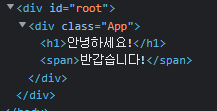 ▼<div id="root">
▼<div class="App">
<h1>안녕하세요!</h1>
<span>반갑습니다!</span>
</div>
</div>